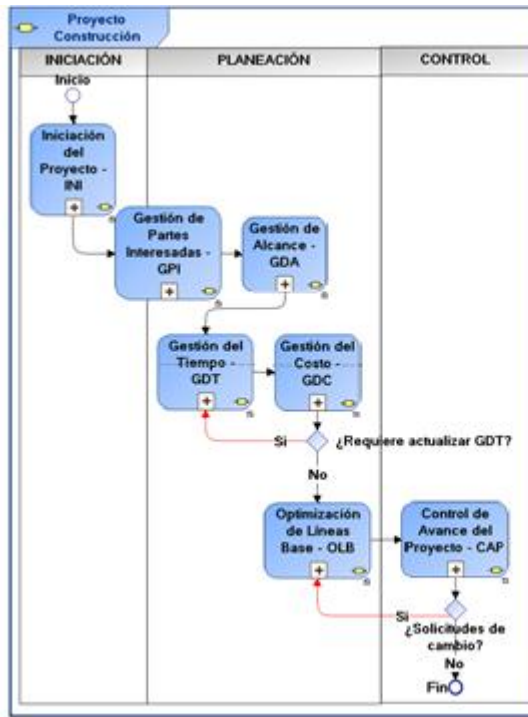 Proyecto
Construcción
INICIACIÓN
PLANEACIÓN
CONTROL
Inicio
Iniciación
del
Proyecto -
INI
Gestión de
Partes
Interesadas -
GPI
Gestión de
Alcance -
GDA
Gestión del
Tiempo -
GDT
Gestión del
Costo -
GDC
Si
¿Requiere actualizar GDT?
No
Optimización
de Líneas
Base - OLB
Control de
Avance del
Proyecto - CAP
Si
¿Solicitudes de
cambio?
No
Fin